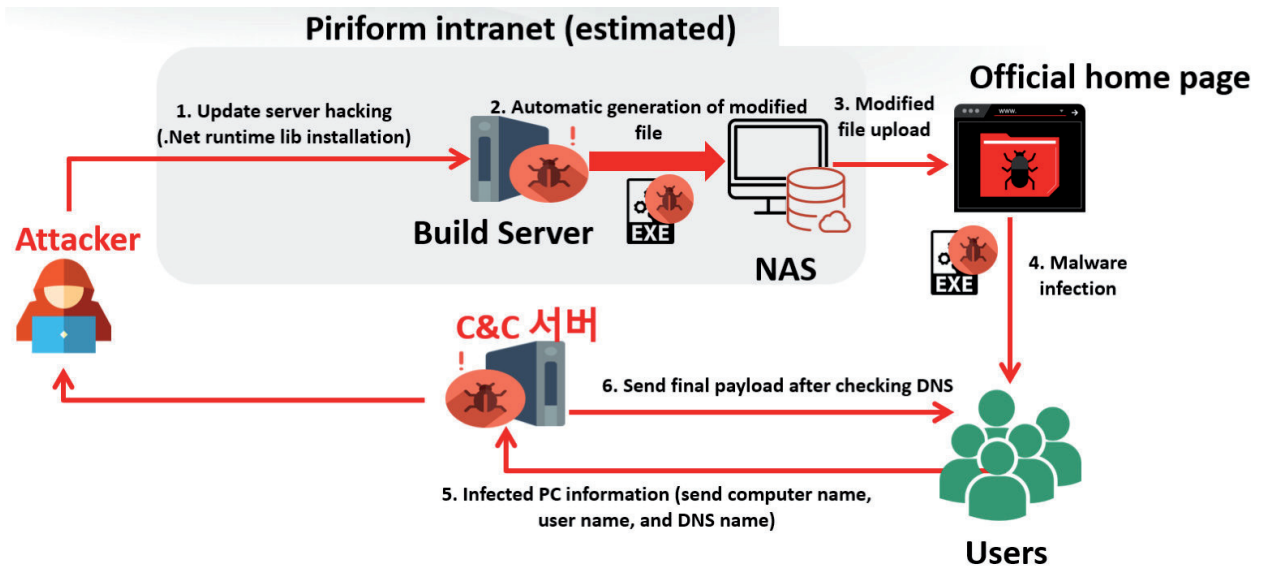 Piriform intranet (estimated)
Official home page
1. Update server hacking
(.Net runtime lib installation)
2. Automatic generation of modified
file
3. Modified
file upload
www.
EXE
Build Server
NAS
Attacker
EXE
4. Malware
infection
C&C 서버
6. Send final payload after checking DNS
5. Infected PC information (send computer name,
user name, and DNS name)
Users